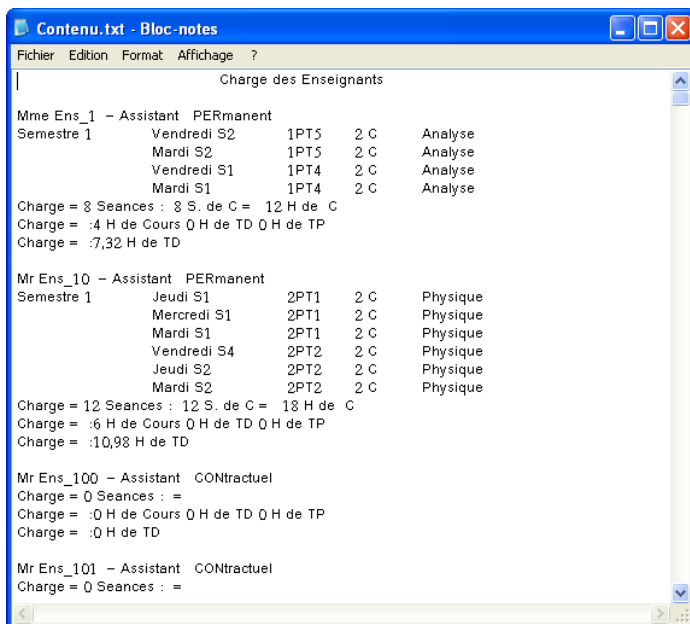 Contenu.txt - Bloc-notes
Fichier Edition Format Affichage ?
Charge des Enseignants
Mme Ens_1 – Assistant PERmanent
Semestre 1 Vendredi S2 1PT5 2 C Analyse
Mardi S2 1PT5 2 C Analyse
Vendredi S1 1PT4 2 C Analyse
Mardi S1 1PT4 2 C Analyse
Charge = 8 Seances : 8 S. de C = 12 H de C
Charge = :4 H de Cours 0 H de TD 0 H de TP
Charge = :7,32 H de TD
Mr Ens_10 – Assistant PERmanent
Semestre 1 Jeudi S1 2PT1 2 C Physique
Mercredi S1 2PT1 2 C Physique
Mardi S1 2PT1 2 C Physique
Vendredi S4 2PT2 2 C Physique
Jeudi S2 2PT2 2 C Physique
Mardi S2 2PT2 2 C Physique
Charge = 12 Seances : 12 S. de C = 18 H de C
Charge = :6 H de Cours 0 H de TD 0 H de TP
Charge = :10,98 H de TD
Mr Ens_100 – Assistant CONtractuel
Charge = 0 Seances : =
Charge = :0 H de Cours 0 H de TD 0 H de TP
Charge = :0 H de TD
Mr Ens_101 – Assistant CONtractuel
Charge = 0 Seances : =